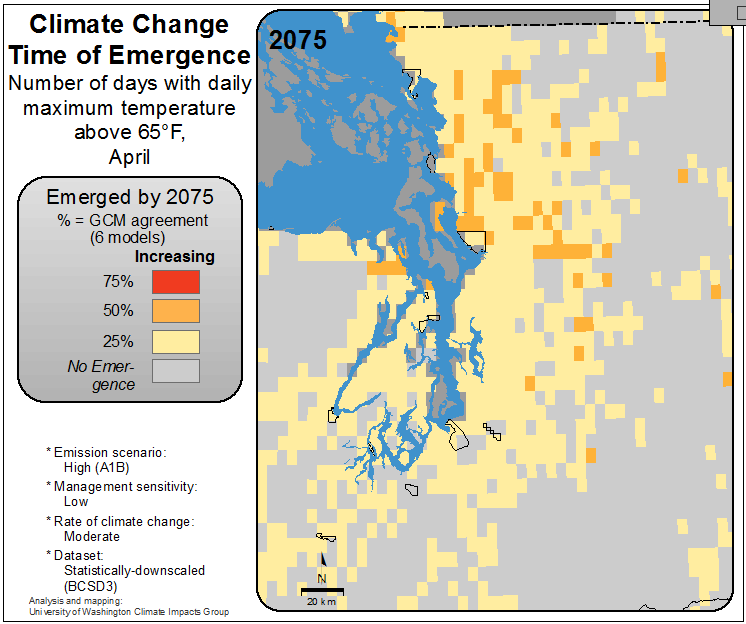 Climate Change
Time of Emergence
Number of days with daily
maximum temperature
above 65°F,
April
Emerged by 2075
% = GCM agreement
(6 models)
Increasing
75%
50%
25%
No Emer-
gence
* Emission scenario:
High (A1B)
* Management sensitivity:
Low
* Rate of climate change:
Moderate
* Dataset:
Statistically-downscaled
(BCSD3)
Analysis and mapping:
University of Washington Climate Impacts Group
2075
N
20 km